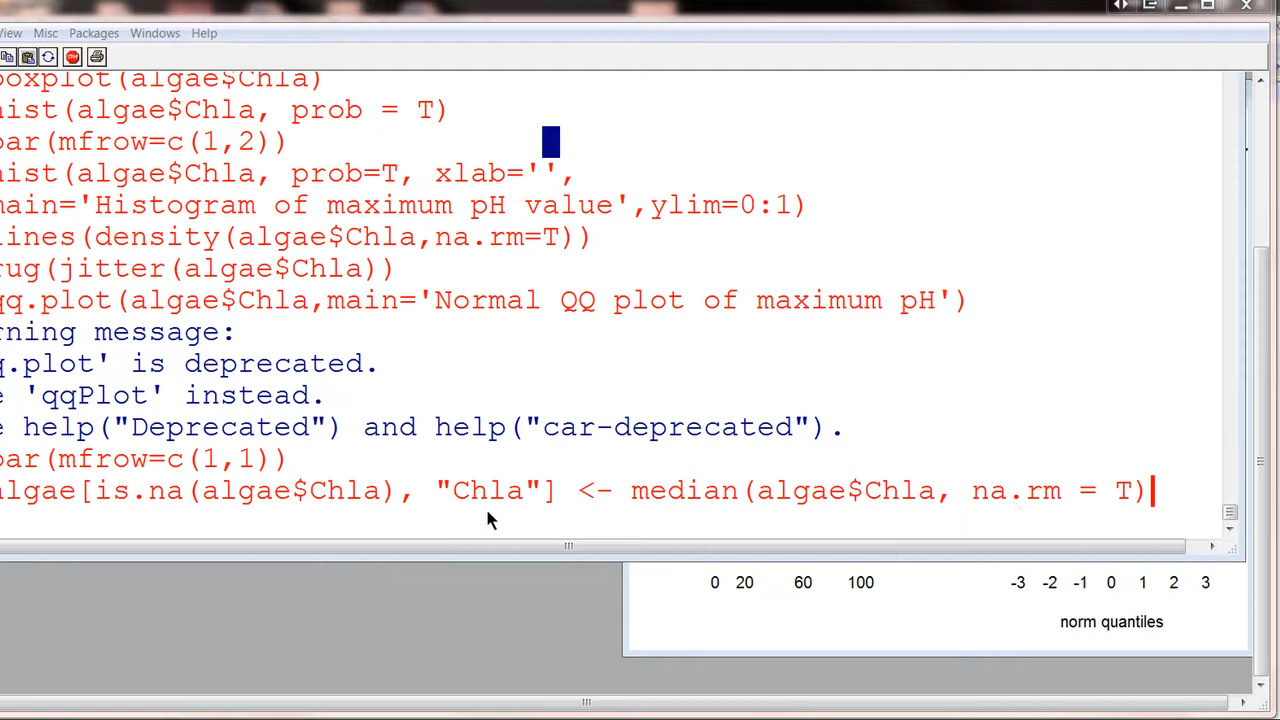 View Misc Packages Windows Help
boxplot(algae$Chla)
hist(algae$Chla, prob = T)
par(mfrow=c(1,2))
hist(algae$Chla, prob=T, xlab='',
main='Histogram of maximum pH value',ylim=0:1)
lines(density(algae$Chla,na.rm=T))
rug(jitter(algae$Chla))
qq.plot(algae$Chla,main='Normal QQ plot of maximum pH')
rning message:
q.plot' is deprecated.
e 'qqPlot' instead.
e help("Deprecated") and help("car-deprecated").
par(mfrow=c(1,1))
algae[is.na(algae$Chla), "Chla"] <- median(algae$Chla, na.rm = T)
0 20 60 100 -3 -2 -1 0 1 2 3
norm quantiles